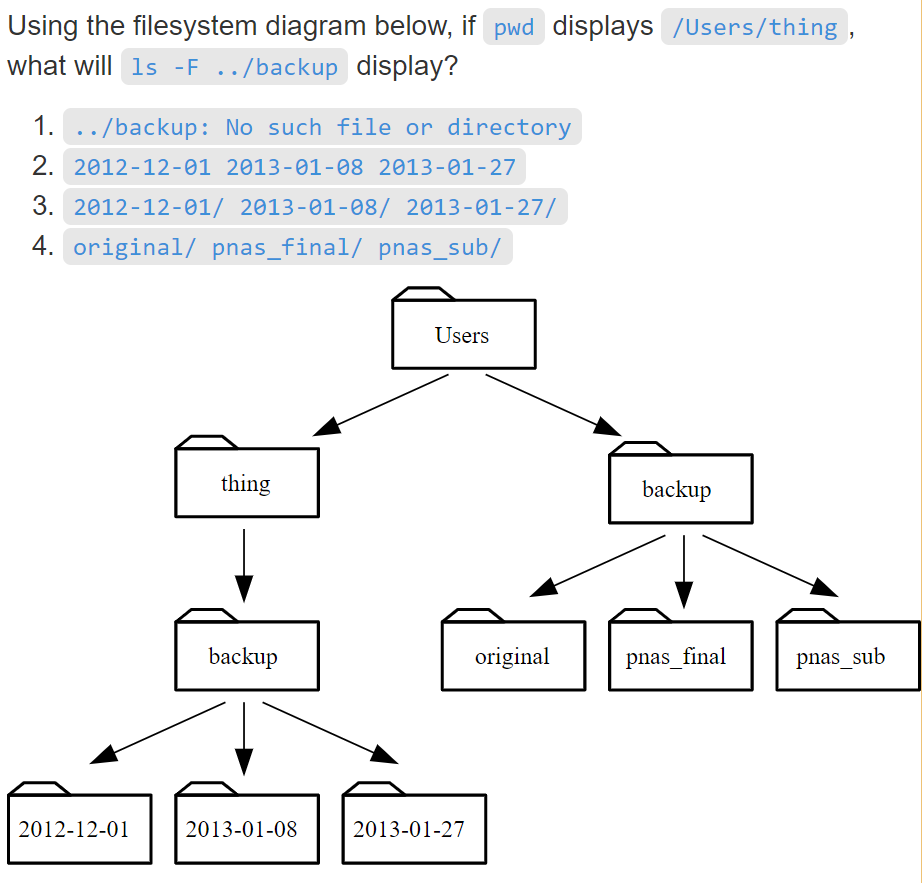 Using the filesystem diagram below, if pwd displays /Users/thing,
what will ls -F ../backup display?
1. ../backup: No such file or directory
2. 2012-12-01 2013-01-08 2013-01-27
3. 2012-12-01/ 2013-01-08/ 2013-01-27/
4. original/ pnas_final/ pnas_sub/
Users
thing
backup
backup
original
pnas_final
pnas_sub
2012-12-01
2013-01-08
2013-01-27